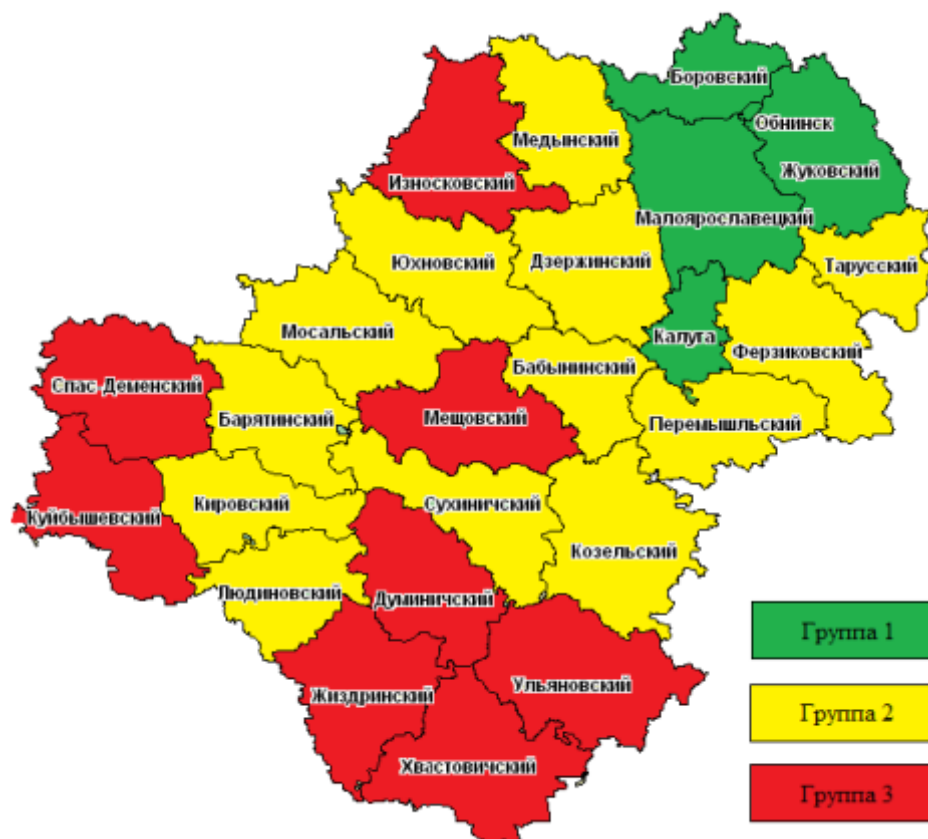 Боровский
Обнинск
Медынский
Жуковский
Износковский
Малоярославецкий
Юхновский
Дзержинский
Тарусский
Мосальский
Калуга
Ферзиковский
Бабынинский
Спас-Деменский
Барятинский
Мещовский
Перемышльский
Кировский
Сухиничский
Куйбышевский
Козельский
Людиновский
Думиничский
Группа 1
Ульяновский
Жиздринский
Группа 2
Хвастовичский
Группа 3